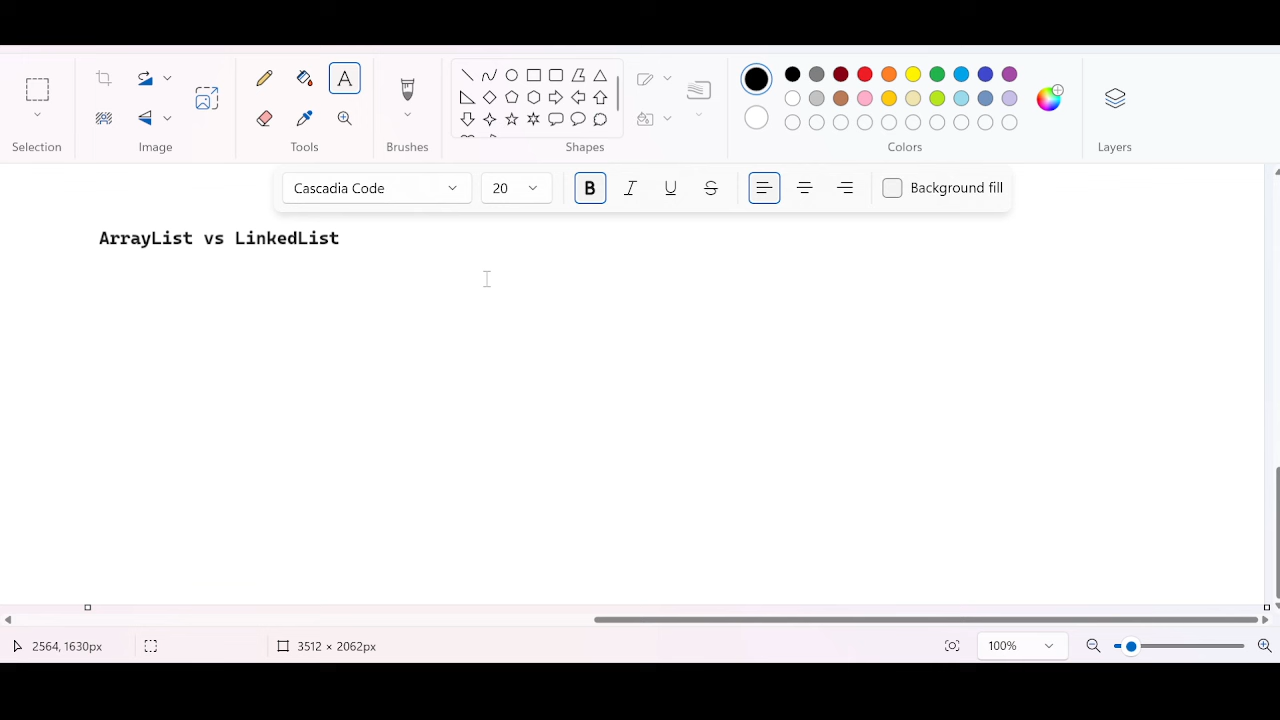 Selection
Image
Tools
Brushes
Shapes
Colors
Layers
A
Cascadia Code
20
B
I
U
S
Background fill
ArrayList vs LinkedList
2564, 1630px
3512 × 2062px
100%